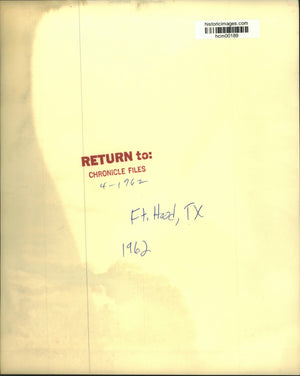 historicimages.com
hcm00189
RETURN to:
CHRONICLE FILES
4-1962
Ft. Hood, TX
1962